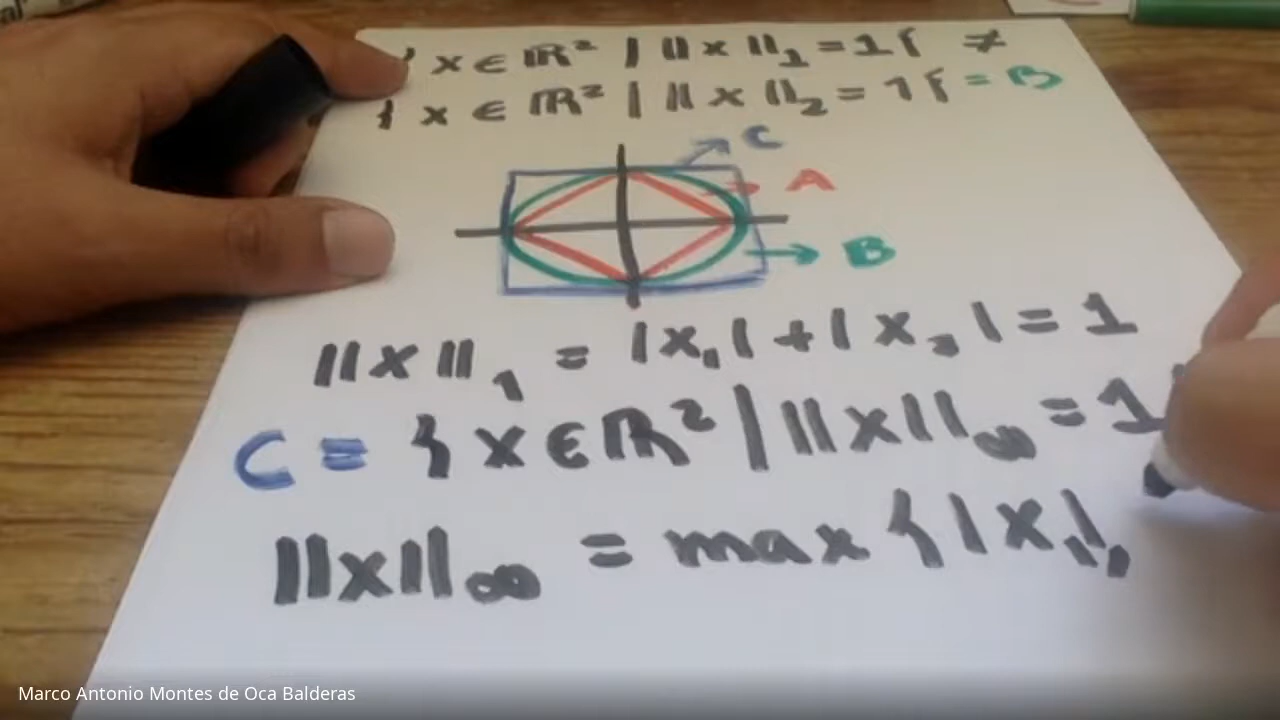 { x ∈ ℝ² | ||x||₁ = 1} ≠
{ x ∈ ℝ² | ||x||₂ = 1} = B
C
A
B
||x||₁ = |x₁| + |x₂| = 1
C = { x ∈ ℝ² | ||x||∞ = 1
||x||∞ = max { |x₁|,
Marco Antonio Montes de Oca Balderas